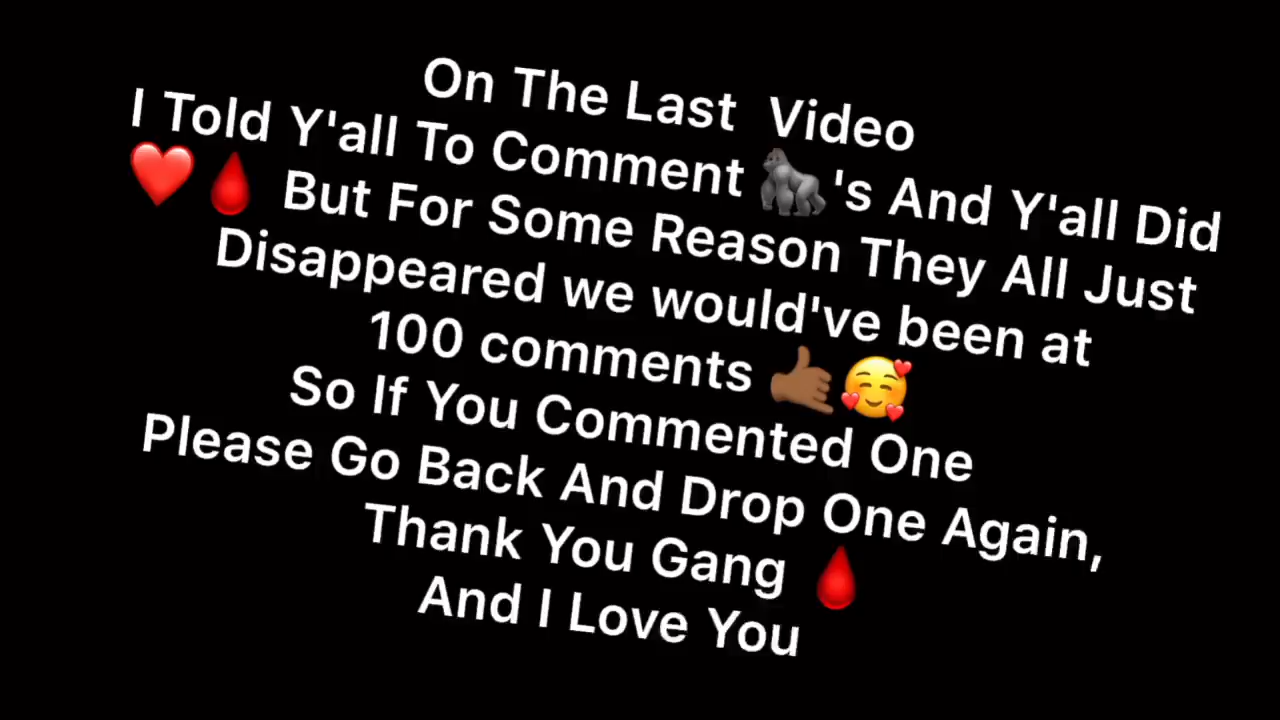 On The Last Video
I Told Y'all To Comment 🦍's And Y'all Did
❤️🩸 But For Some Reason They All Just
Disappeared we would've been at
100 comments 🤙🏾🥰
So If You Commented One
Please Go Back And Drop One Again,
Thank You Gang 🩸
And I Love You